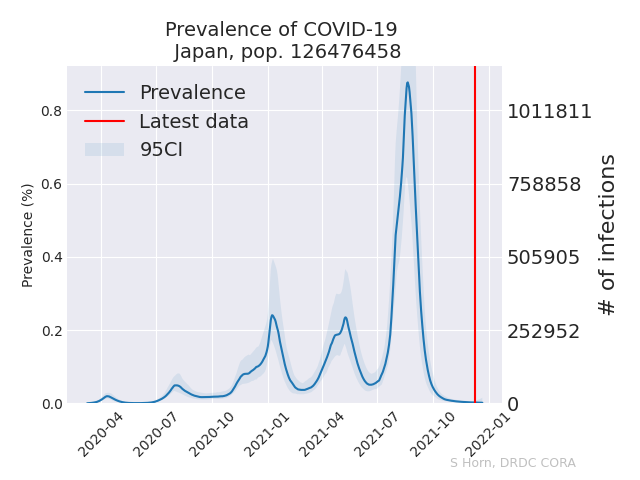 Prevalence of COVID-19
Japan, pop. 126476458
Prevalence
Latest data
95CI
Prevalence (%)
0.8
0.6
0.4
0.2
0.0
1011811
758858
505905
252952
0
# of infections
2020-04
2020-07
2020-10
2021-01
2021-04
2021-07
2021-10
2022-01
S Horn, DRDC CORA